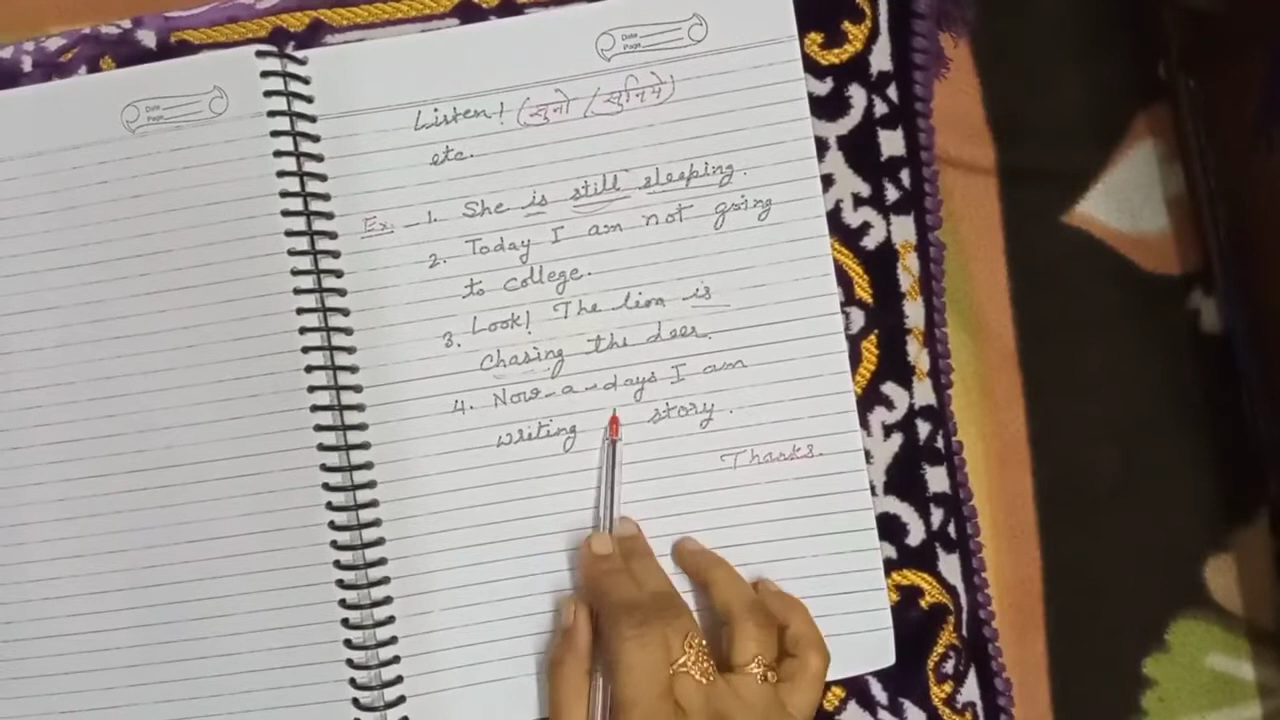 Date
Page
Date
Page
Listen! (सुनो / सुनिये)
etc.
Ex. - 1. She is still sleeping.
2. Today I am not going
to college.
3. Look! The lion is
chasing the deer.
4. Now-a-days I am
writing story.
Thanks.